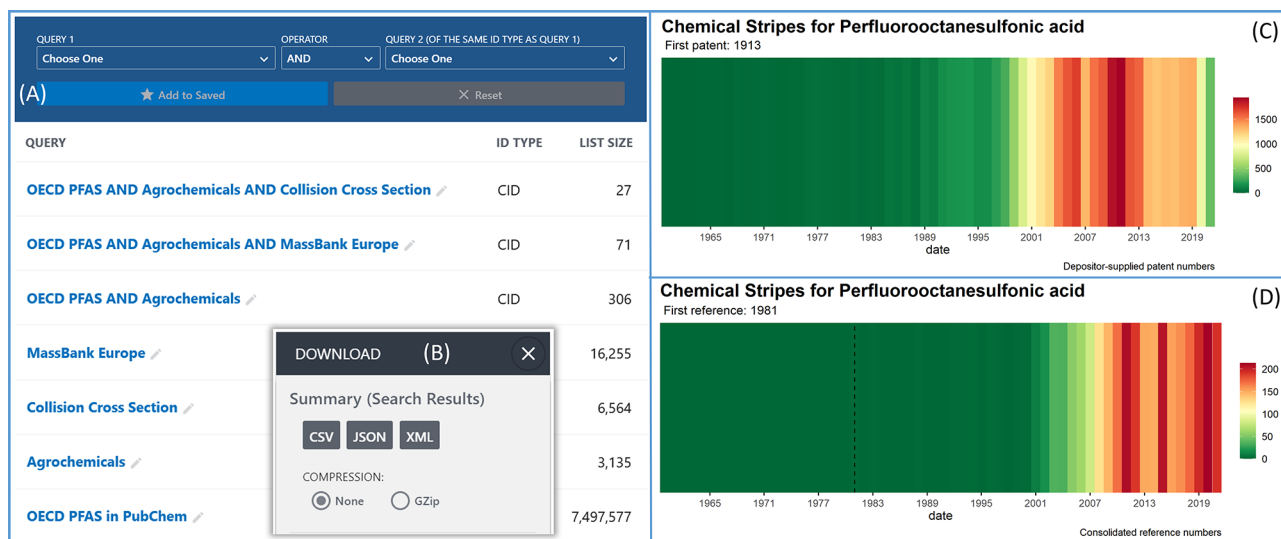 QUERY 1 OPERATOR QUERY 2 (OF THE SAME ID TYPE AS QUERY 1)
Choose One AND Choose One
(A) Add to Saved Reset
QUERY ID TYPE LIST SIZE
OECD PFAS AND Agrochemicals AND Collision Cross Section CID 27
OECD PFAS AND Agrochemicals AND MassBank Europe CID 71
OECD PFAS AND Agrochemicals CID 306
MassBank Europe 16,255
Collision Cross Section 6,564
Agrochemicals 3,135
OECD PFAS in PubChem 7,497,577
DOWNLOAD (B)
Summary (Search Results)
CSV JSON XML
COMPRESSION:
None GZip
Chemical Stripes for Perfluorooctanesulfonic acid (C)
First patent: 1913
1500
1000
500
0
1965 1971 1977 1983 1989 1995 2001 2007 2013 2019
date
Depositor-supplied patent numbers
Chemical Stripes for Perfluorooctanesulfonic acid (D)
First reference: 1981
200
150
100
50
0
1965 1971 1977 1983 1989 1995 2001 2007 2013 2019
date
Consolidated reference numbers